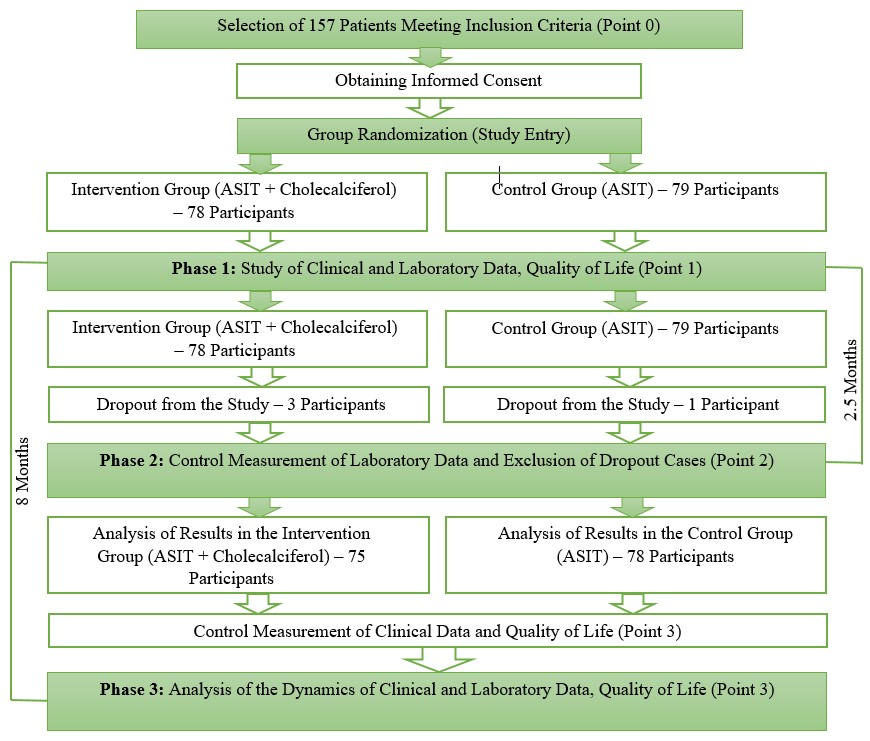 Selection of 157 Patients Meeting Inclusion Criteria (Point 0)
Obtaining Informed Consent
Group Randomization (Study Entry)
Intervention Group (ASIT + Cholecalciferol)
– 78 Participants
Control Group (ASIT) – 79 Participants
Phase 1: Study of Clinical and Laboratory Data, Quality of Life (Point 1)
Intervention Group (ASIT + Cholecalciferol)
– 78 Participants
Control Group (ASIT) – 79 Participants
Dropout from the Study – 3 Participants
Dropout from the Study – 1 Participant
2.5 Months
Phase 2: Control Measurement of Laboratory Data and Exclusion of Dropout Cases (Point 2)
8 Months
Analysis of Results in the Intervention
Group (ASIT + Cholecalciferol) – 75
Participants
Analysis of Results in the Control Group
(ASIT) – 78 Participants
Control Measurement of Clinical Data and Quality of Life (Point 3)
Phase 3: Analysis of the Dynamics of Clinical and Laboratory Data, Quality of Life (Point 3)